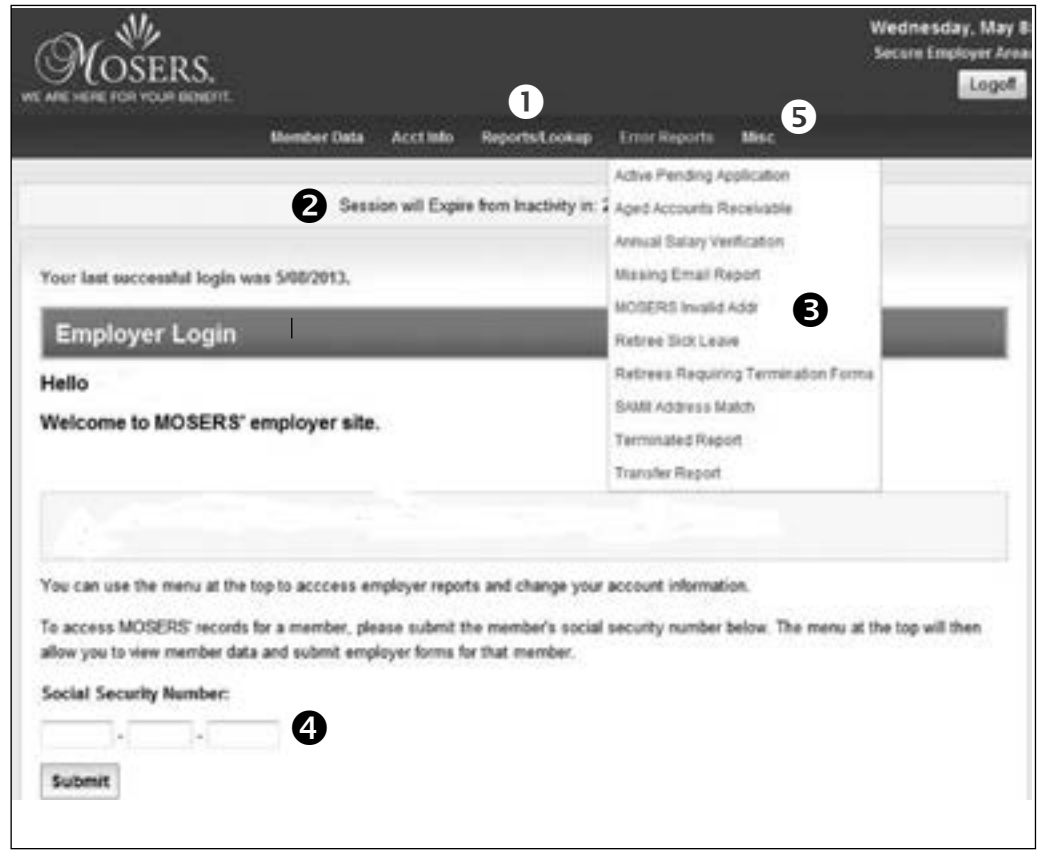 MOSERS.
WE ARE HERE FOR YOUR BENEFIT.
Wednesday, May 8
Secure Employer Area
Logoff
1
5
Member Data Acct Info Reports/Lookup Error Reports Misc
Active Pending Application
2 Session will Expire from Inactivity in: 2
Aged Accounts Receivable
Annual Salary Verification
Missing Email Report
MOSERS Invalid Addr
3
Retiree Sick Leave
Retirees Requiring Termination Forms
SAMII Address Match
Terminated Report
Transfer Report
Your last successful login was 5/08/2013.
Employer Login
Hello
Welcome to MOSERS' employer site.
You can use the menu at the top to acccess employer reports and change your account information.
To access MOSERS' records for a member, please submit the member's social security number below. The menu at the top will then
allow you to view member data and submit employer forms for that member.
Social Security Number:
- - 4
Submit